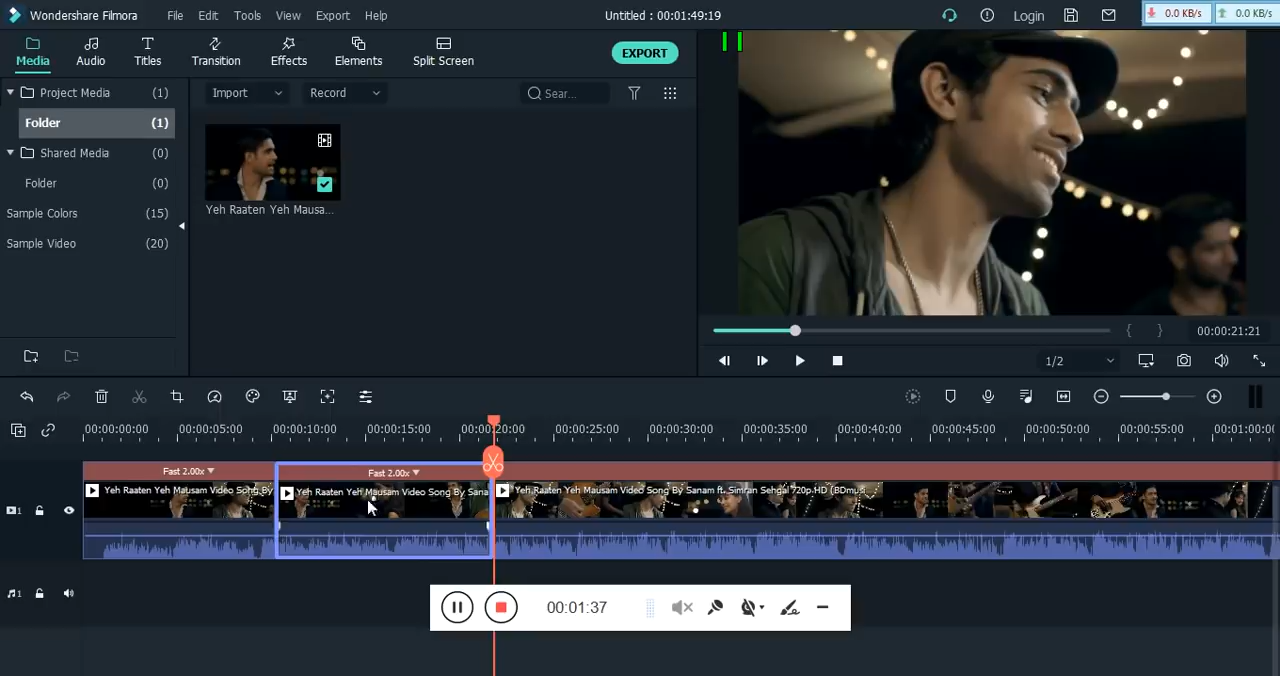 Wondershare Filmora File Edit Tools View Export Help Untitled : 00:01:49:19 Login 0.0 KB/s 0.0 KB/s
Media Audio Titles Transition Effects Elements Split Screen EXPORT
Project Media (1) Import Record Sear...
Folder (1)
Shared Media (0)
Folder (0)
Yeh Raaten Yeh Mausa...
Sample Colors (15)
Sample Video (20)
{ } 00:00:21:21
1/2
00:00:00:00 00:00:05:00 00:00:10:00 00:00:15:00 00:00:20:00 00:00:25:00 00:00:30:00 00:00:35:00 00:00:40:00 00:00:45:00 00:00:50:00 00:00:55:00 00:01:00:00
Fast 2.00x Fast 2.00x
Yeh Raaten Yeh Mausam Video Song By Yeh Raaten Yeh Mausam Video Song By Sana Yeh Raaten Yeh Mausam Video Song By Sanam ft. Simran Sehgal 720p.HD (BDmusi
1
1
00:01:37